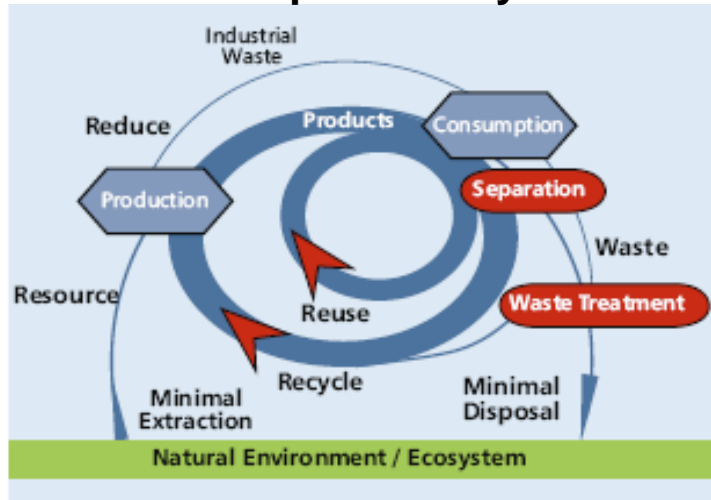 Industrial
Waste
Reduce
Products
Consumption
Production
Separation
Waste
Resource
Waste Treatment
Reuse
Recycle
Minimal
Extraction
Minimal
Disposal
Natural Environment / Ecosystem